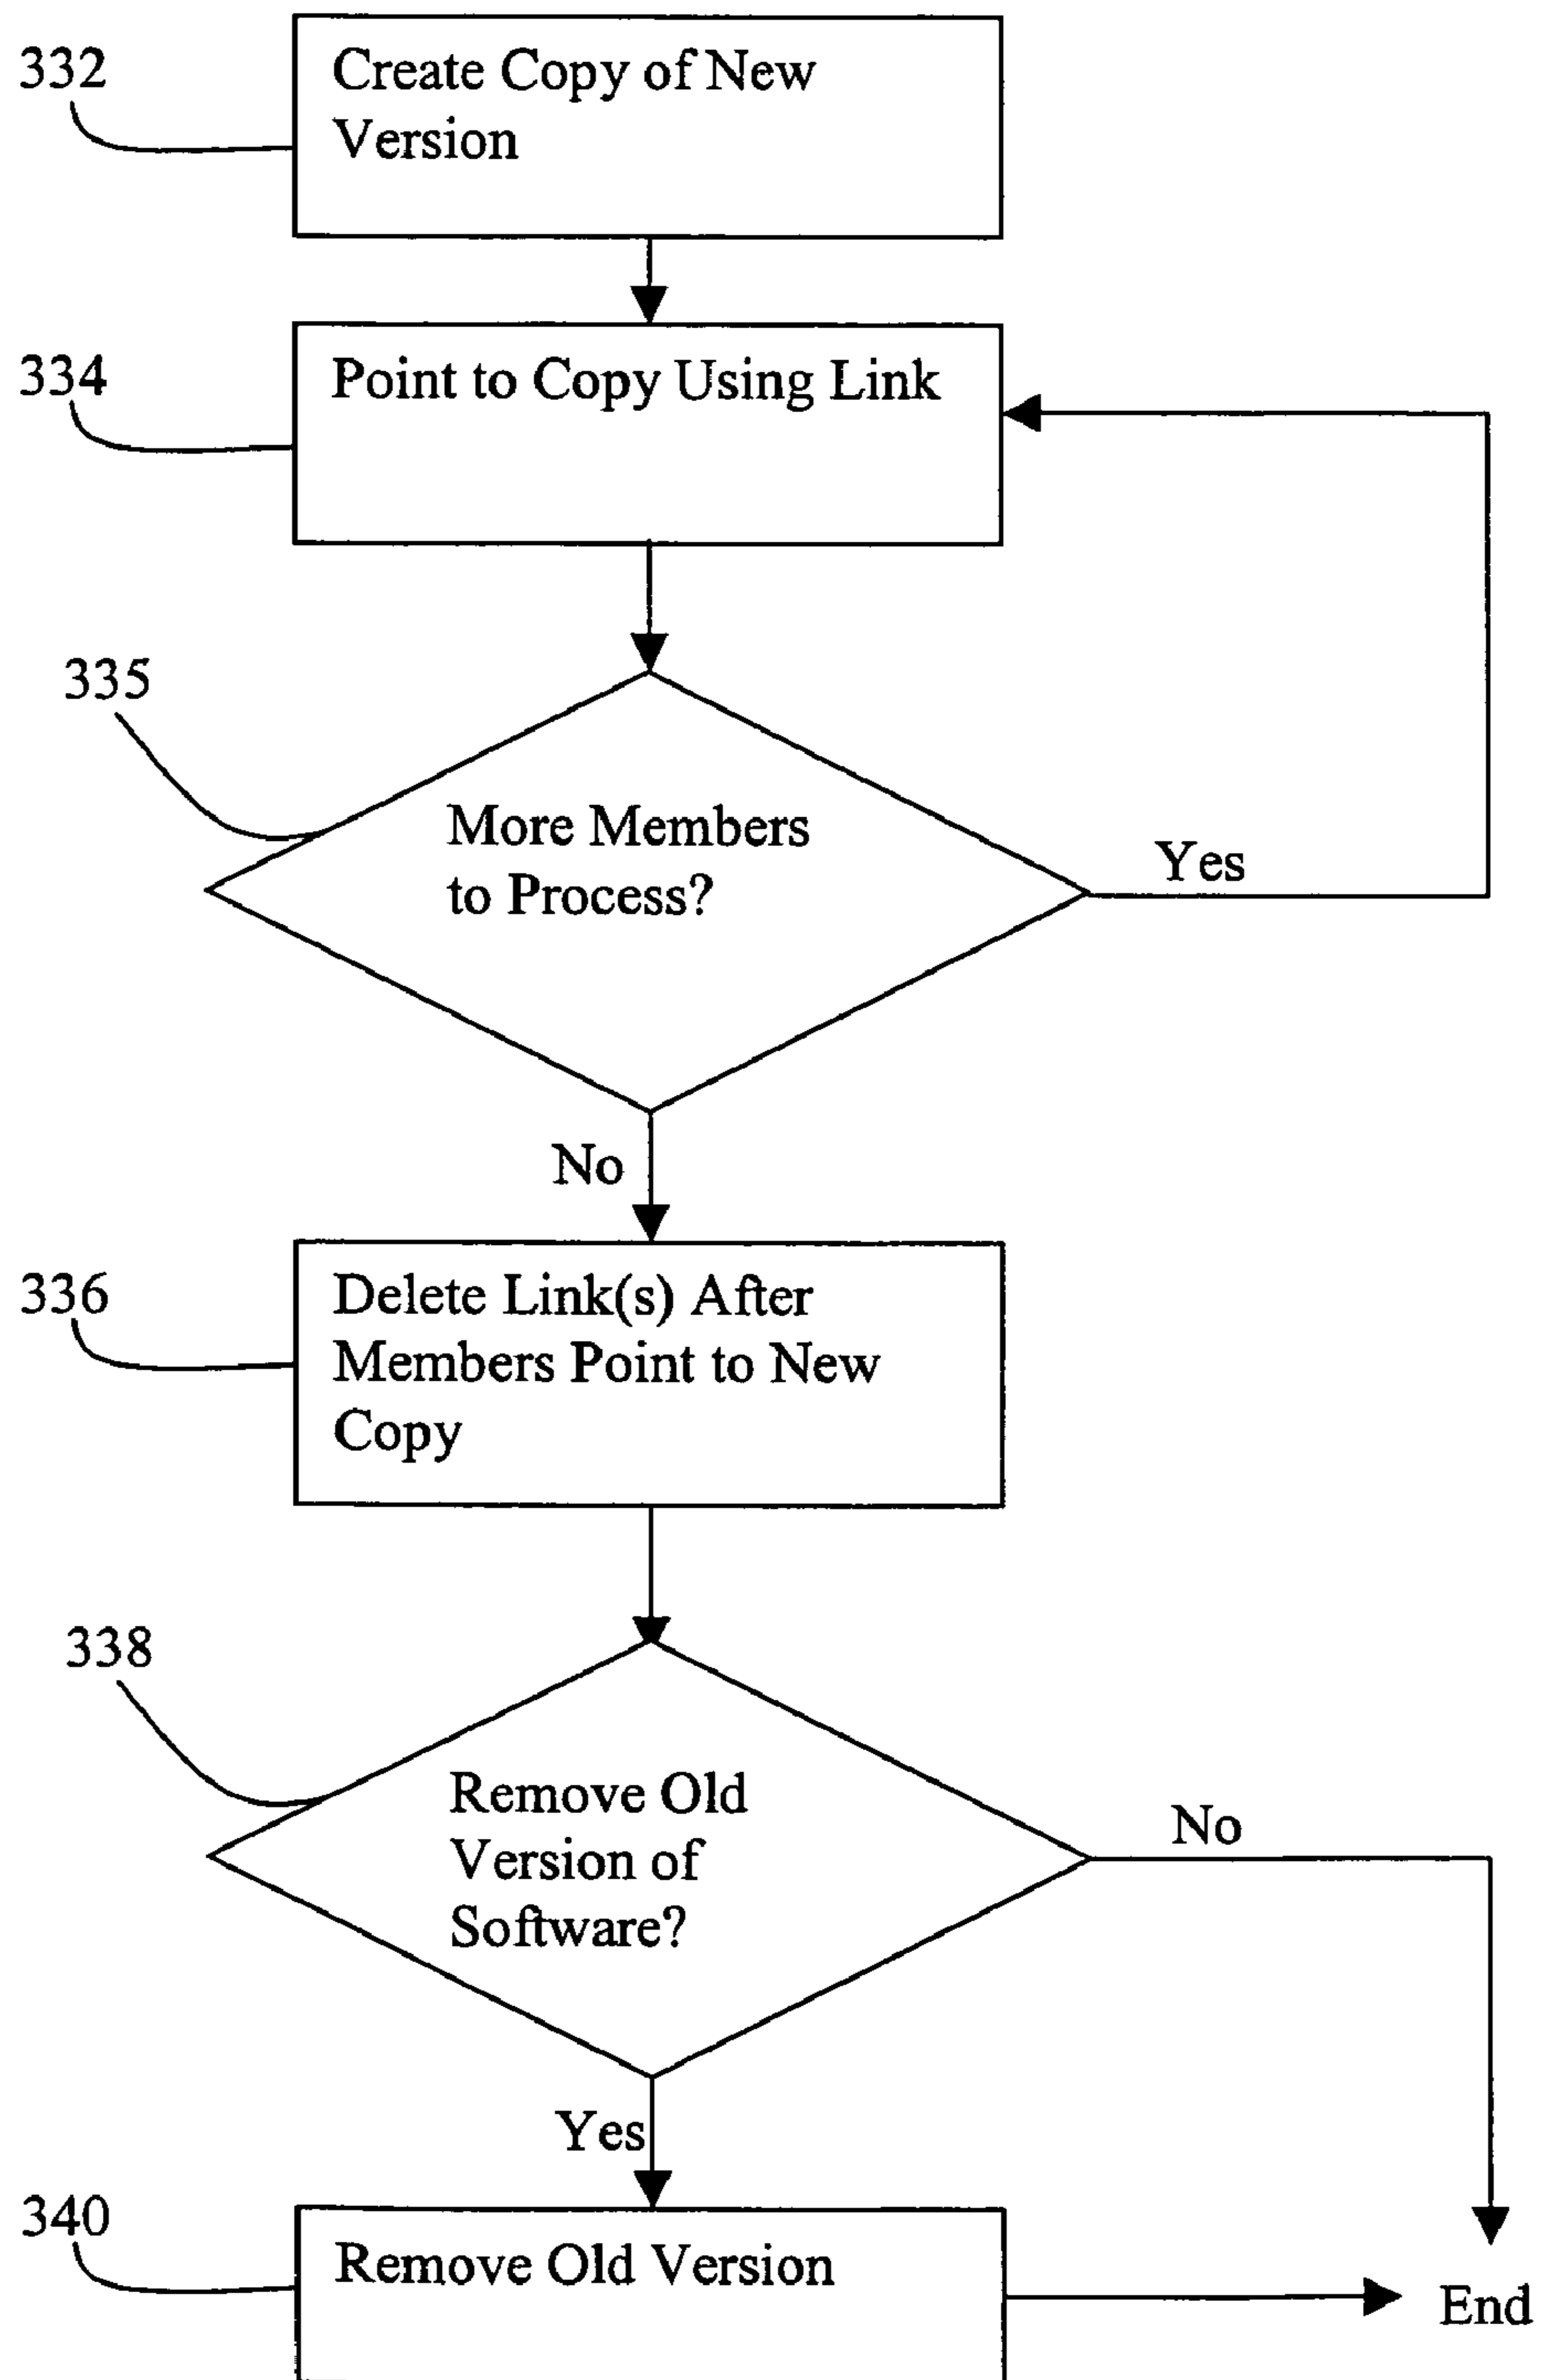 332
Create Copy of New
Version
334
Point to Copy Using Link
335
More Members
to Process?
Yes
No
336
Delete Link(s) After
Members Point to New
Copy
338
Remove Old
Version of
Software?
No
Yes
340
Remove Old Version
End